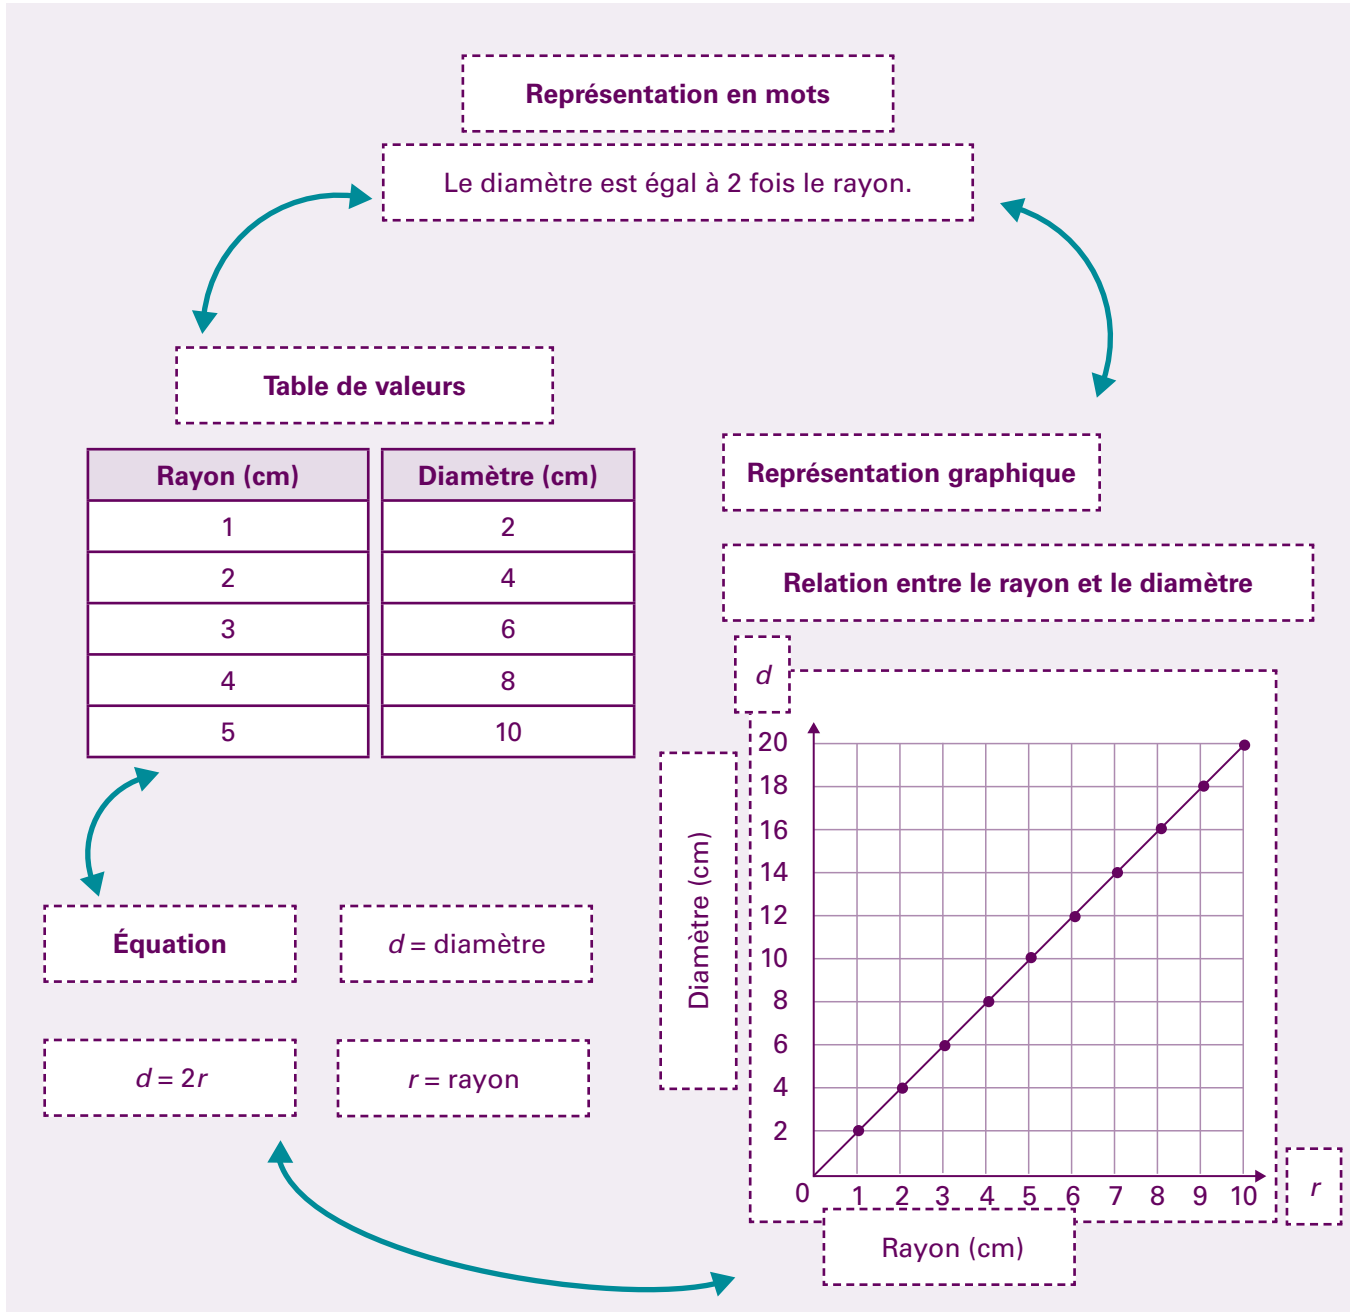 Représentation en mots
Le diamètre est égal à 2 fois le rayon.
Table de valeurs
Rayon (cm) Diamètre (cm)
1 2
2 4
3 6
4 8
5 10
Équation
d = diamètre
d = 2r
r = rayon
Représentation graphique
Relation entre le rayon et le diamètre
d
Diamètre (cm)
20
18
16
14
12
10
8
6
4
2
0 1 2 3 4 5 6 7 8 9 10
r
Rayon (cm)